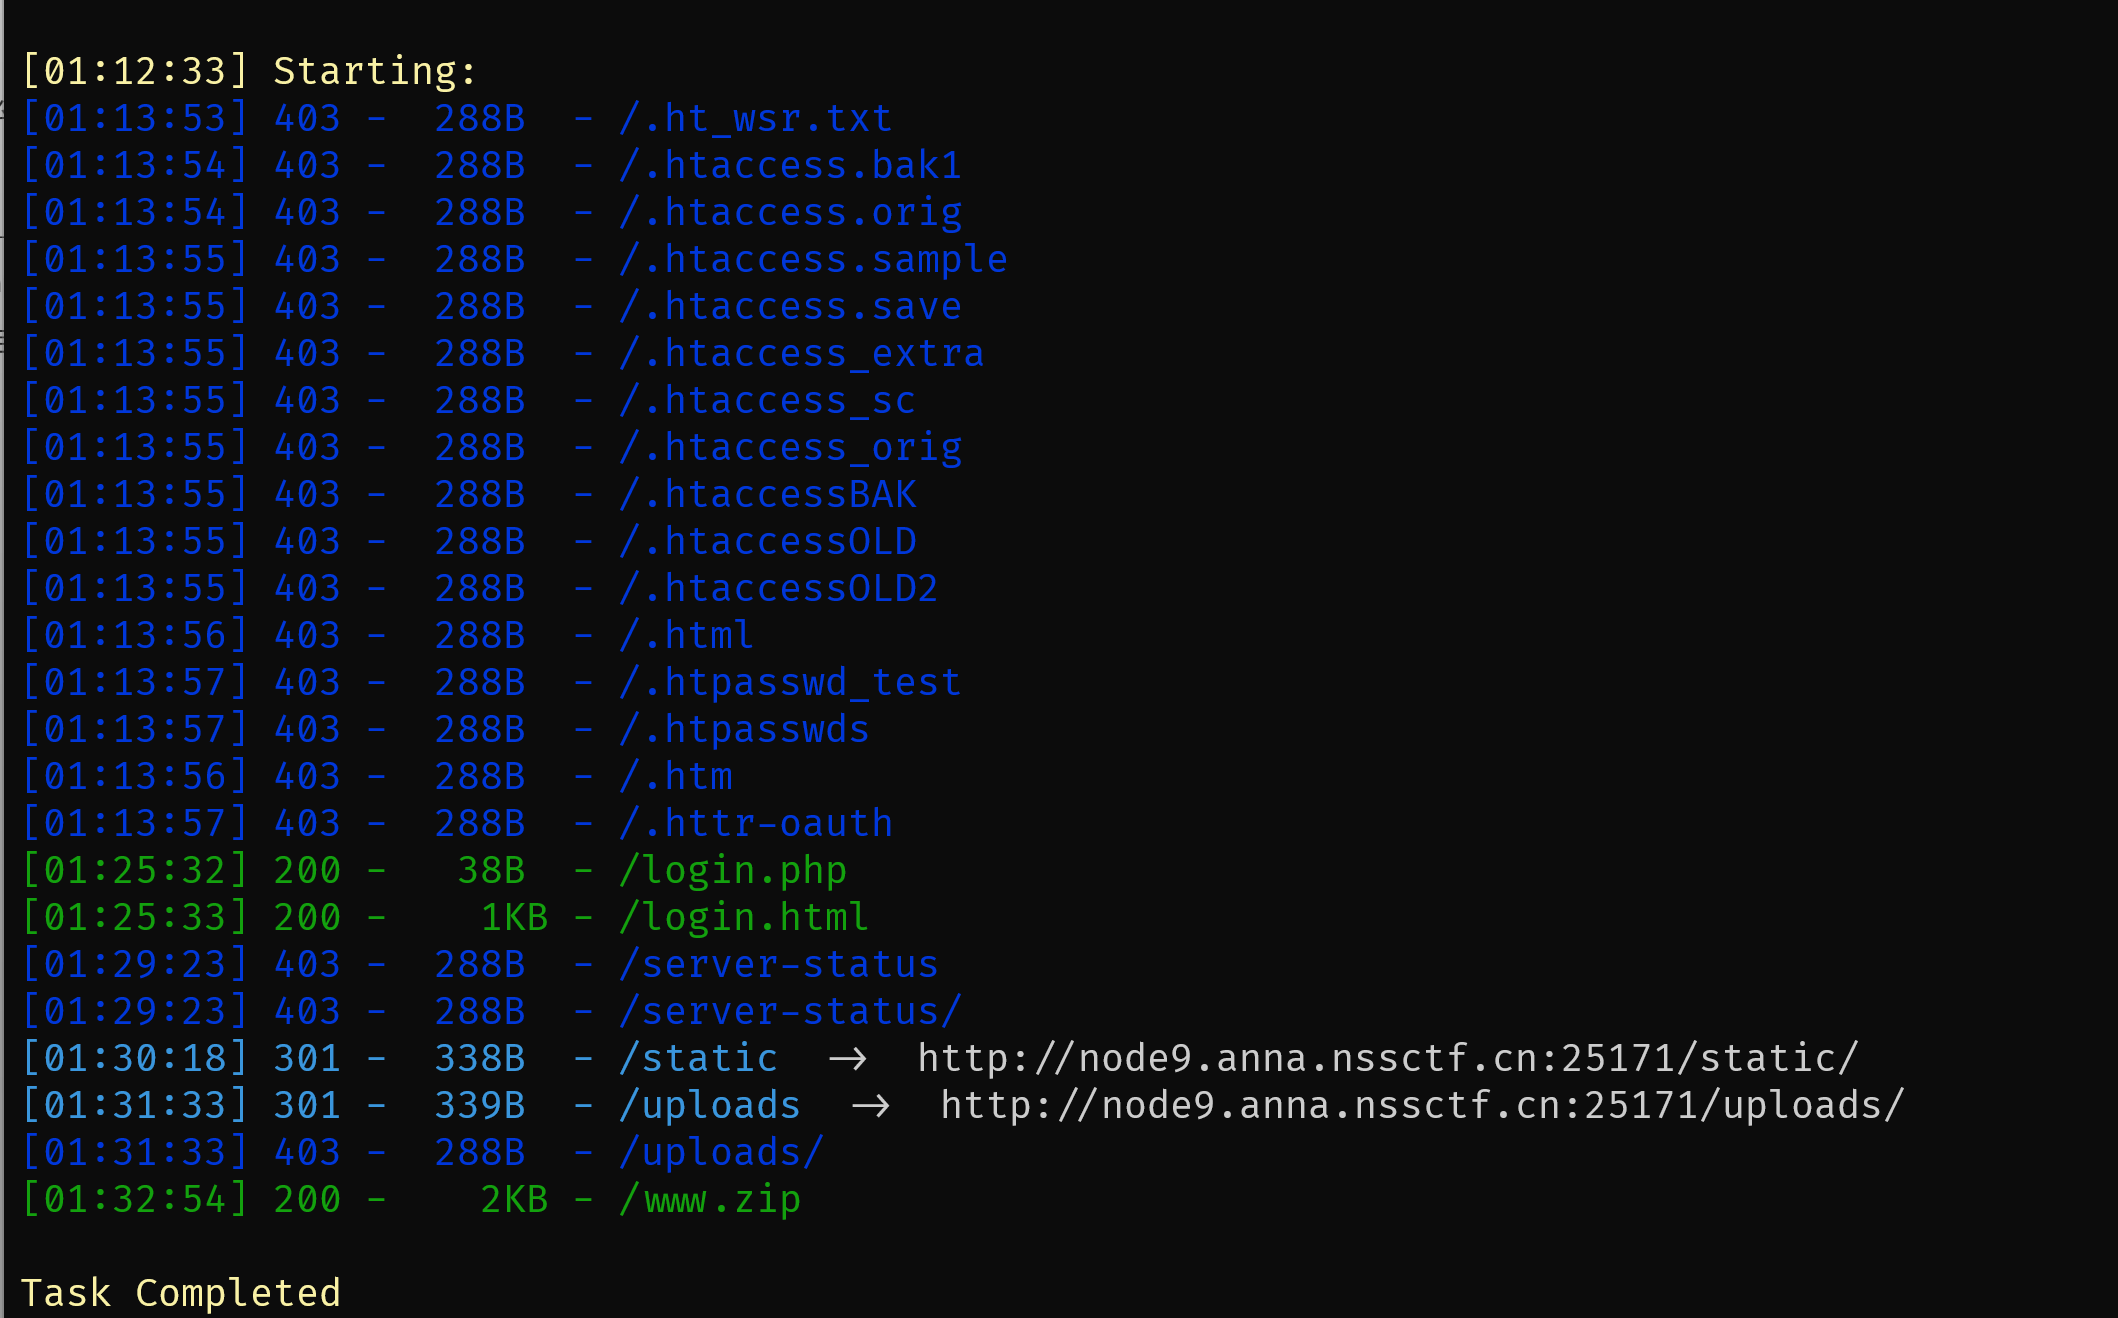 [01:12:33] Starting:
[01:13:53] 403 -  288B  - /.ht_wsr.txt
[01:13:54] 403 -  288B  - /.htaccess.bak1
[01:13:54] 403 -  288B  - /.htaccess.orig
[01:13:55] 403 -  288B  - /.htaccess.sample
[01:13:55] 403 -  288B  - /.htaccess.save
[01:13:55] 403 -  288B  - /.htaccess_extra
[01:13:55] 403 -  288B  - /.htaccess_sc
[01:13:55] 403 -  288B  - /.htaccess_orig
[01:13:55] 403 -  288B  - /.htaccessBAK
[01:13:55] 403 -  288B  - /.htaccessOLD
[01:13:55] 403 -  288B  - /.htaccessOLD2
[01:13:56] 403 -  288B  - /.html
[01:13:57] 403 -  288B  - /.htpasswd_test
[01:13:57] 403 -  288B  - /.htpasswds
[01:13:56] 403 -  288B  - /.htm
[01:13:57] 403 -  288B  - /.httr-oauth
[01:25:32] 200 -   38B  - /login.php
[01:25:33] 200 -    1KB - /login.html
[01:29:23] 403 -  288B  - /server-status
[01:29:23] 403 -  288B  - /server-status/
[01:30:18] 301 -  338B  - /static  ->  http://node9.anna.nssctf.cn:25171/static/
[01:31:33] 301 -  339B  - /uploads  ->  http://node9.anna.nssctf.cn:25171/uploads/
[01:31:33] 403 -  288B  - /uploads/
[01:32:54] 200 -    2KB - /www.zip
Task Completed